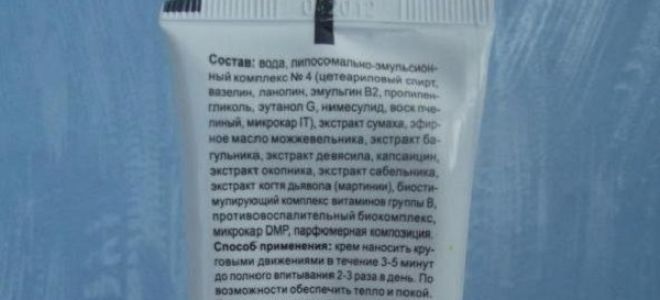 Состав: вода, липосомально-эмульсион-
ный комплекс № 4 (цетеариловый спирт,
вазелин, ланолин, эмульгин В2, пропилен-
гликоль, эутанол G, нимесулид, воск пче-
линый, микрокар IT), экстракт сумаха, эфир-
ное масло можжевельника, экстракт ба-
гульника, экстракт девясила, капсаицин,
экстракт окопника, экстракт сабельника,
экстракт когтя дьявола (мартинии), биости-
мулирующий комплекс витаминов группы В,
противовоспалительный биокомплекс,
микрокар DMP, парфюмерная композиция.
Способ применения: крем наносить кру-
говыми движениями в течение 3-5 минут
до полного впитывания 2-3 раза в день. По
возможности обеспечить тепло и покой.